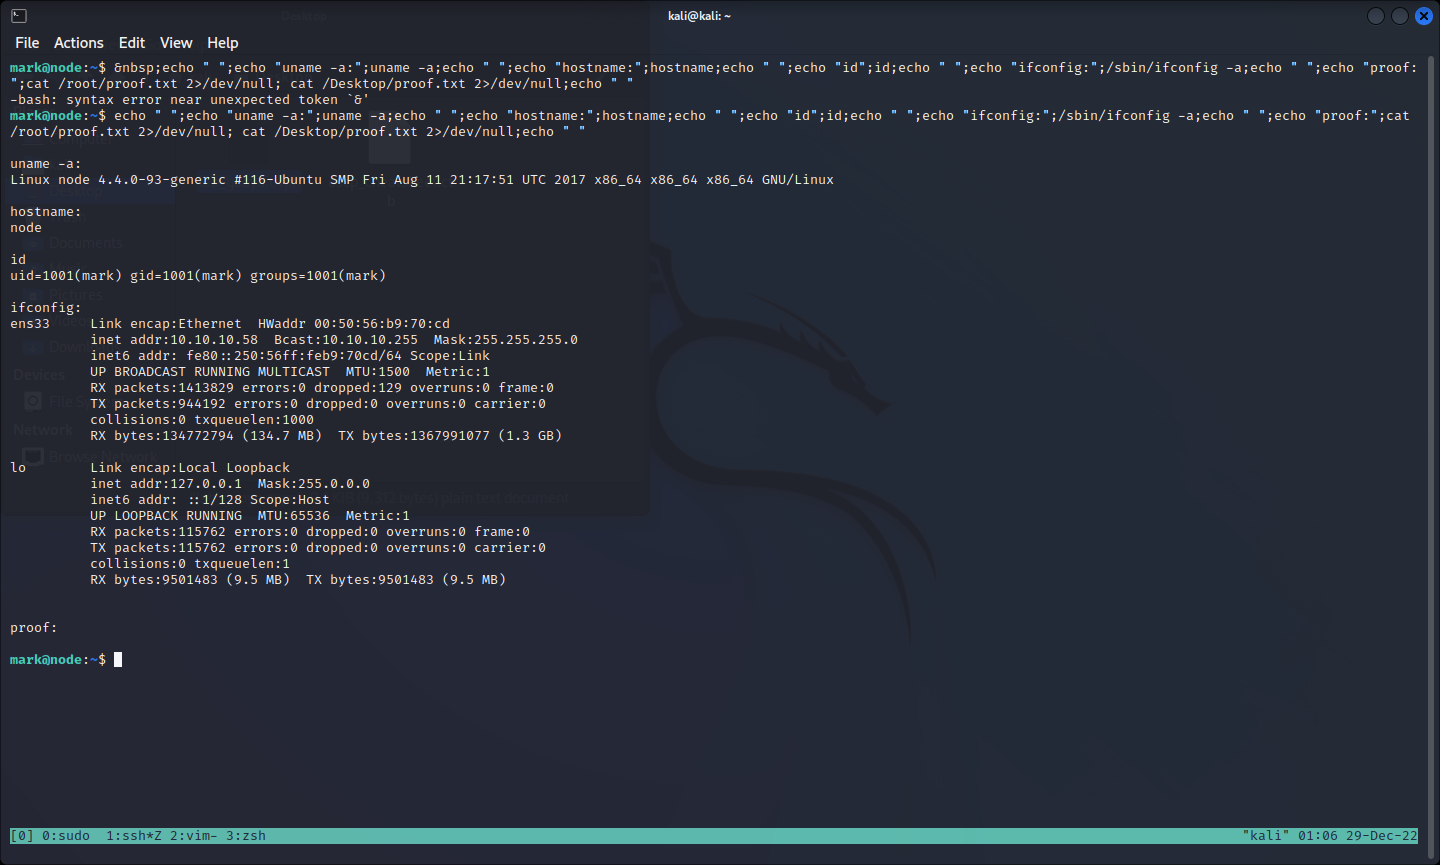 Desktop
kali@kali: ~
File Actions Edit View Help
mark@node:~$ &nbsp;echo " ";echo "uname -a:";uname -a;echo " ";echo "hostname:";hostname;echo " ";echo "id";id;echo " ";echo "ifconfig:";/sbin/ifconfig -a;echo " ";echo "proof:
";cat /root/proof.txt 2>/dev/null; cat /Desktop/proof.txt 2>/dev/null;echo " "
-bash: syntax error near unexpected token `&'
mark@node:~$ echo " ";echo "uname -a:";uname -a;echo " ";echo "hostname:";hostname;echo " ";echo "id";id;echo " ";echo "ifconfig:";/sbin/ifconfig -a;echo " ";echo "proof:";cat
/root/proof.txt 2>/dev/null; cat /Desktop/proof.txt 2>/dev/null;echo " "
Computer
uname -a:
Linux node 4.4.0-93-generic #116-Ubuntu SMP Fri Aug 11 21:17:51 UTC 2017 x86_64 x86_64 x86_64 GNU/Linux
hostname:
node
Documents
id
uid=1001(mark) gid=1001(mark) groups=1001(mark)
Pictures
ifconfig:
ens33 Link encap:Ethernet HWaddr 00:50:56:b9:70:cd
inet addr:10.10.10.58 Bcast:10.10.10.255 Mask:255.255.255.0
inet6 addr: fe80::250:56ff:feb9:70cd/64 Scope:Link
UP BROADCAST RUNNING MULTICAST MTU:1500 Metric:1
Devices
RX packets:1413829 errors:0 dropped:129 overruns:0 frame:0
TX packets:944192 errors:0 dropped:0 overruns:0 carrier:0
collisions:0 txqueuelen:1000
Network
RX bytes:134772794 (134.7 MB) TX bytes:1367991077 (1.3 GB)
Browse Network
lo Link encap:Local Loopback
inet addr:127.0.0.1 Mask:255.0.0.0
inet6 addr: ::1/128 Scope:Host
UP LOOPBACK RUNNING MTU:65536 Metric:1
RX packets:115762 errors:0 dropped:0 overruns:0 frame:0
TX packets:115762 errors:0 dropped:0 overruns:0 carrier:0
collisions:0 txqueuelen:1
RX bytes:9501483 (9.5 MB) TX bytes:9501483 (9.5 MB)
proof:
mark@node:~$
[0] 0:sudo 1:ssh*Z 2:vim- 3:zsh "kali" 01:06 29-Dec-22